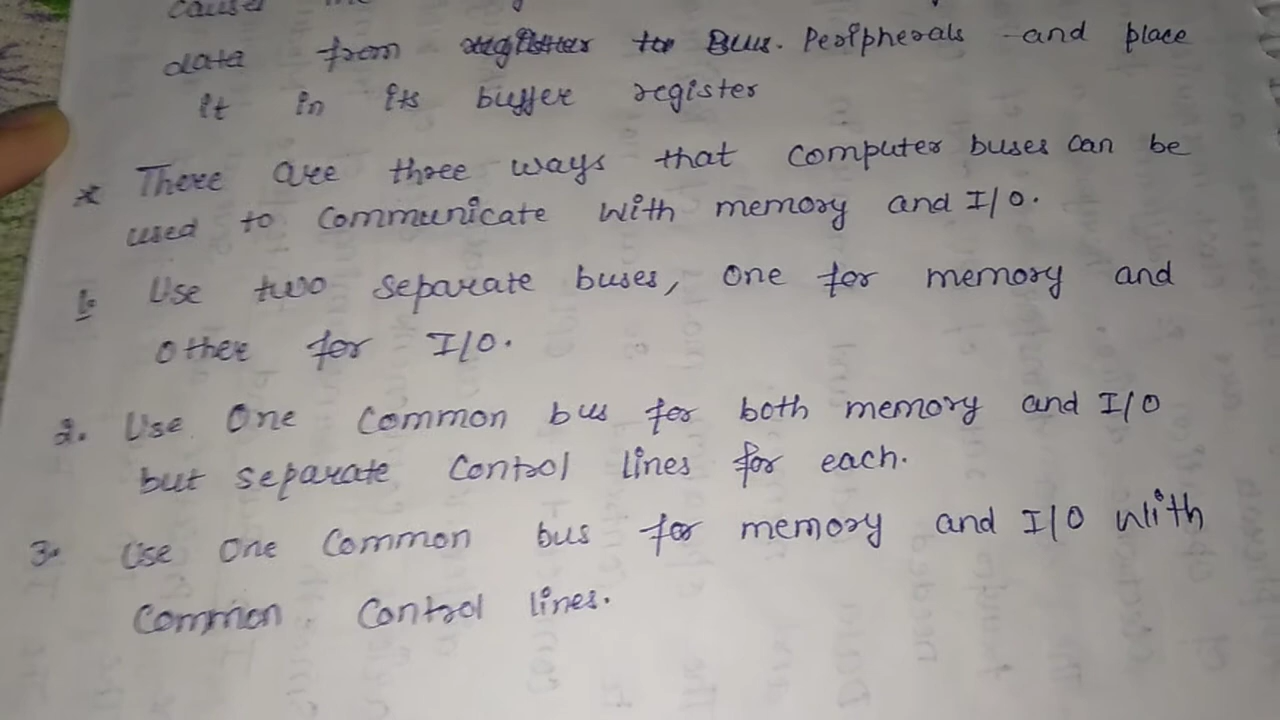 data from register to Bus. Peripherals and place
it in its buffer register
* There are three ways that computer buses can be
used to communicate with memory and I/O.
1. Use two separate buses, one for memory and
other for I/O.
2. Use One Common bus for both memory and I/O
but separate control lines for each.
3. Use one common bus for memory and I/O with
Common Control lines.